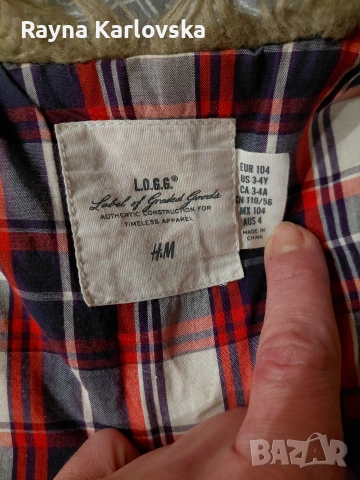 Rayna Karlovska
L.O.G.G.®
Label of Graded Goods
AUTHENTIC CONSTRUCTION FOR
TIMELESS APPAREL
H&M
EUR 104
US 3-4Y
CA 3-4A
CN 110/56
MX 104
AUS 4
MADE IN
CHINA
BAZAR
bg